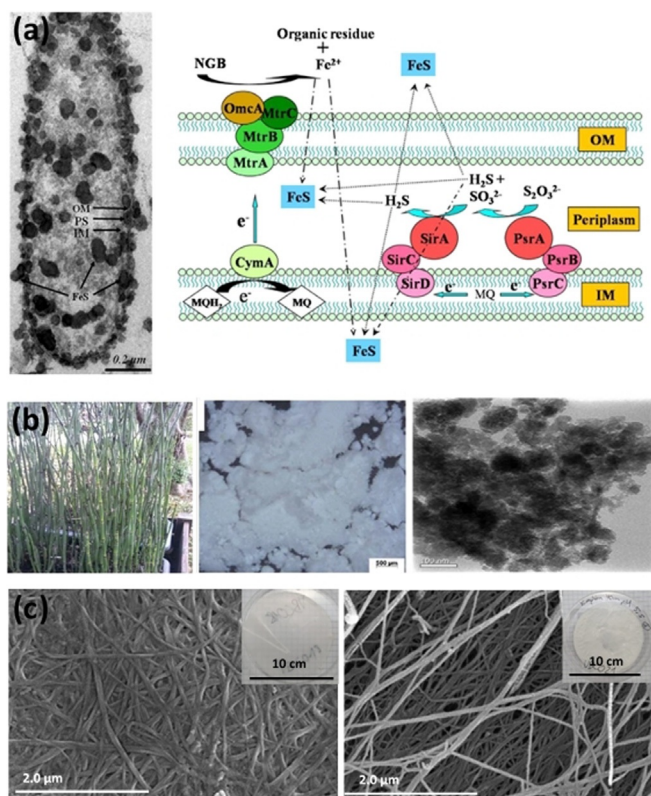 (a)
OM
PS
IM
FeS
0.2 μm
Organic residue
+
Fe²⁺
NGB
FeS
OmcA
MtrC
MtrB
MtrA
OM
H₂S +
SO₃²⁻
S₂O₃²⁻
FeS
H₂S
Periplasm
e⁻
SirA
PsrA
CymA
SirC
PsrB
SirD
PsrC
e⁻
MQ
e⁻
IM
MQH₂
e⁻
MQ
FeS
(b)
(c)
10 cm
10 cm
2.0 μm
2.0 μm